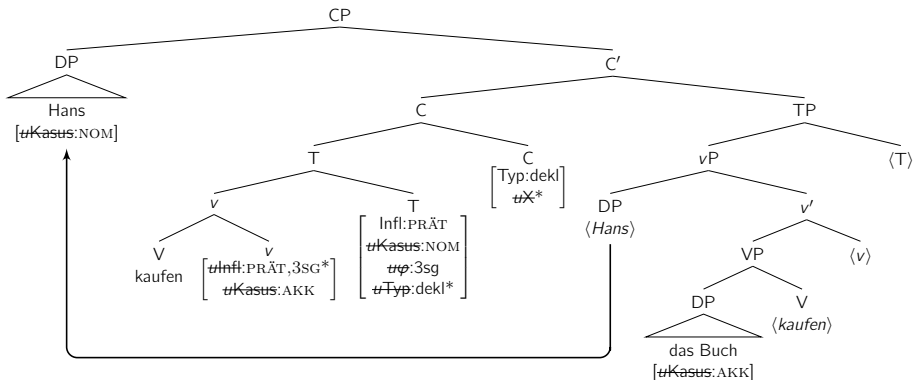 CP
DP C′
Hans
[uKasus:NOM]
C TP
T C
[Typ:dekl
uX*]
vP ⟨T⟩
v T
[Infl:PRÄT
uKasus:NOM
uφ:3sg
uTyp:dekl*]
DP v′
⟨Hans⟩
V v
kaufen [uInfl:PRÄT,3SG*
uKasus:AKK]
VP ⟨v⟩
DP V
⟨kaufen⟩
das Buch
[uKasus:AKK]